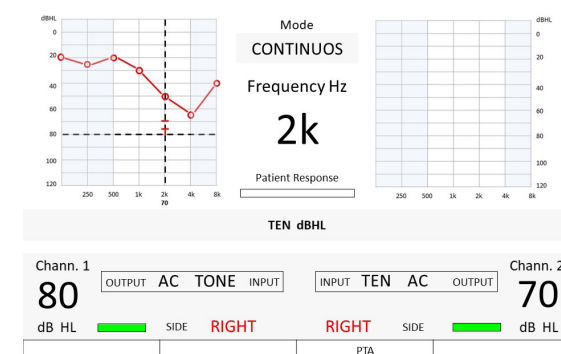 dBHL
Mode
dBHL
0
CONTINUOS
0
20
20
Frequency Hz
40
40
60
2k
60
80
80
100
Patient Response
100
120
120
250 500 1k 2k 4k 8k
250 500 1k 2k 4k 8k
70
TEN dBHL
Chann. 1
Chann. 2
OUTPUT AC TONE INPUT
INPUT TEN AC OUTPUT
80
70
dB HL SIDE RIGHT
RIGHT SIDE dB HL
PTA